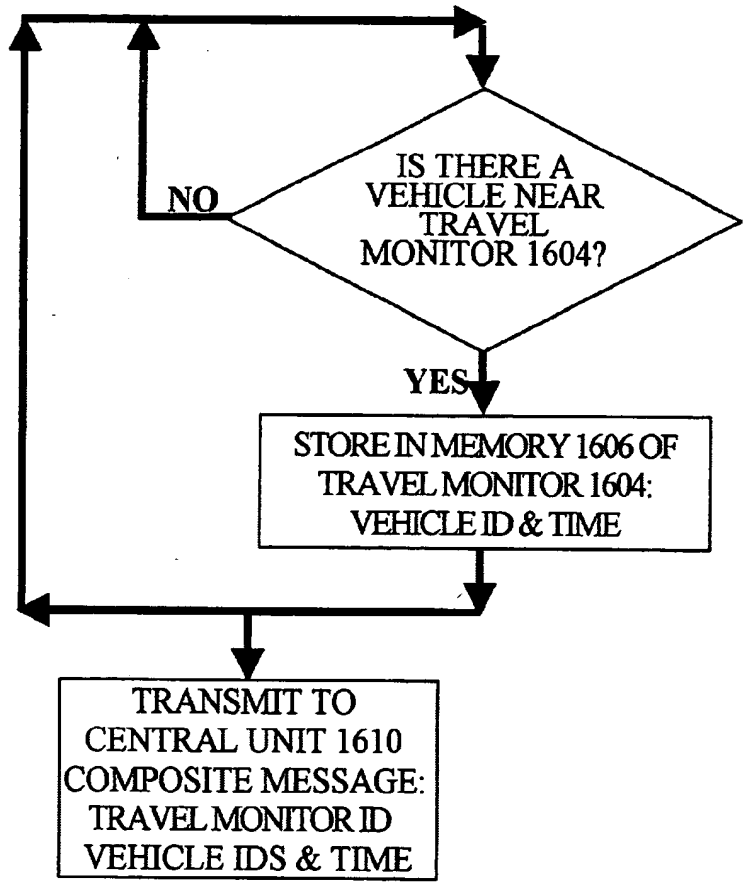 IS THERE A
VEHICLE NEAR
TRAVEL
MONITOR 1604?
NO
YES
STORE IN MEMORY 1606 OF
TRAVEL MONITOR 1604:
VEHICLE ID & TIME
TRANSMIT TO
CENTRAL UNIT 1610
COMPOSITE MESSAGE:
TRAVEL MONITOR ID
VEHICLE IDS & TIME